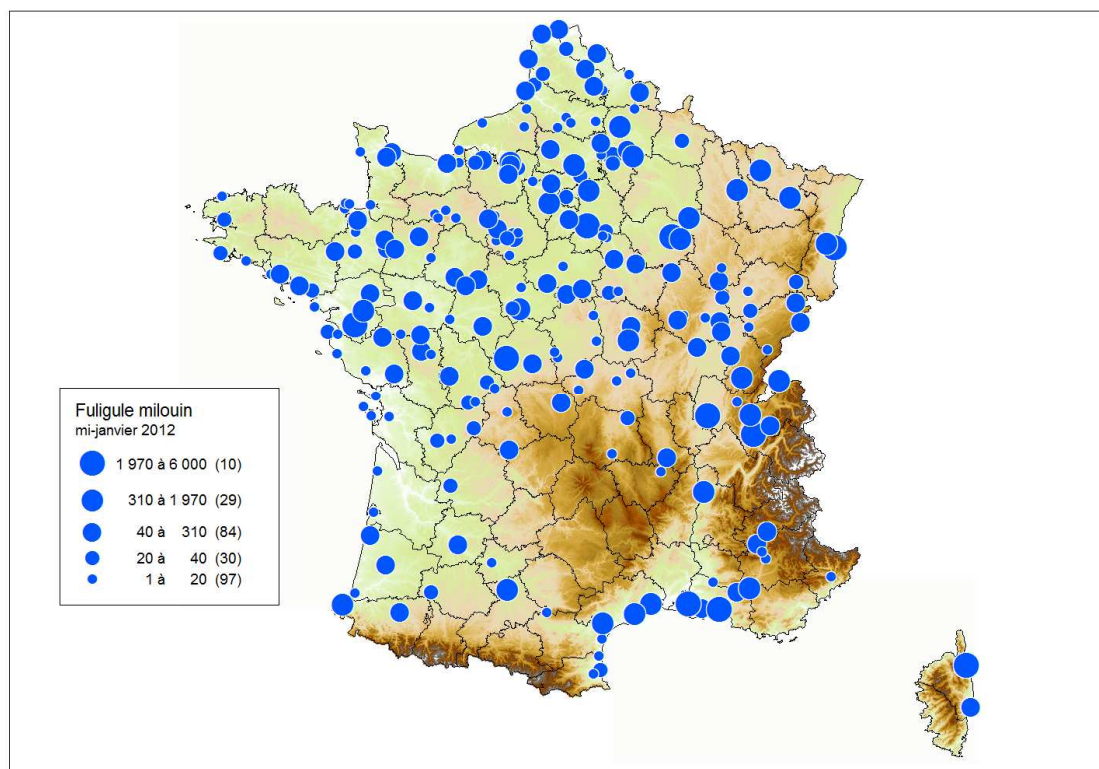 Fuligule milouin
mi-janvier 2012
1 970 à 6 000 (10)
310 à 1 970 (29)
40 à 310 (84)
20 à 40 (30)
1 à 20 (97)